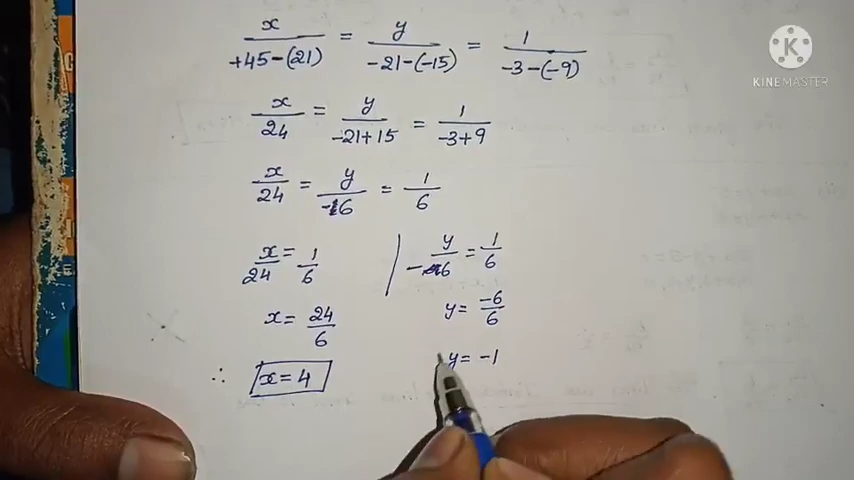 x/+45-(21) = y/-21-(-15) = 1/-3-(-9)
x/24 = y/-21+15 = 1/-3+9
x/24 = y/-6 = 1/6
x/24 = 1/6 | y/-6 = 1/6
x = 24/6 y = -6/6
∴ x = 4 y = -1
K
KINEMASTER